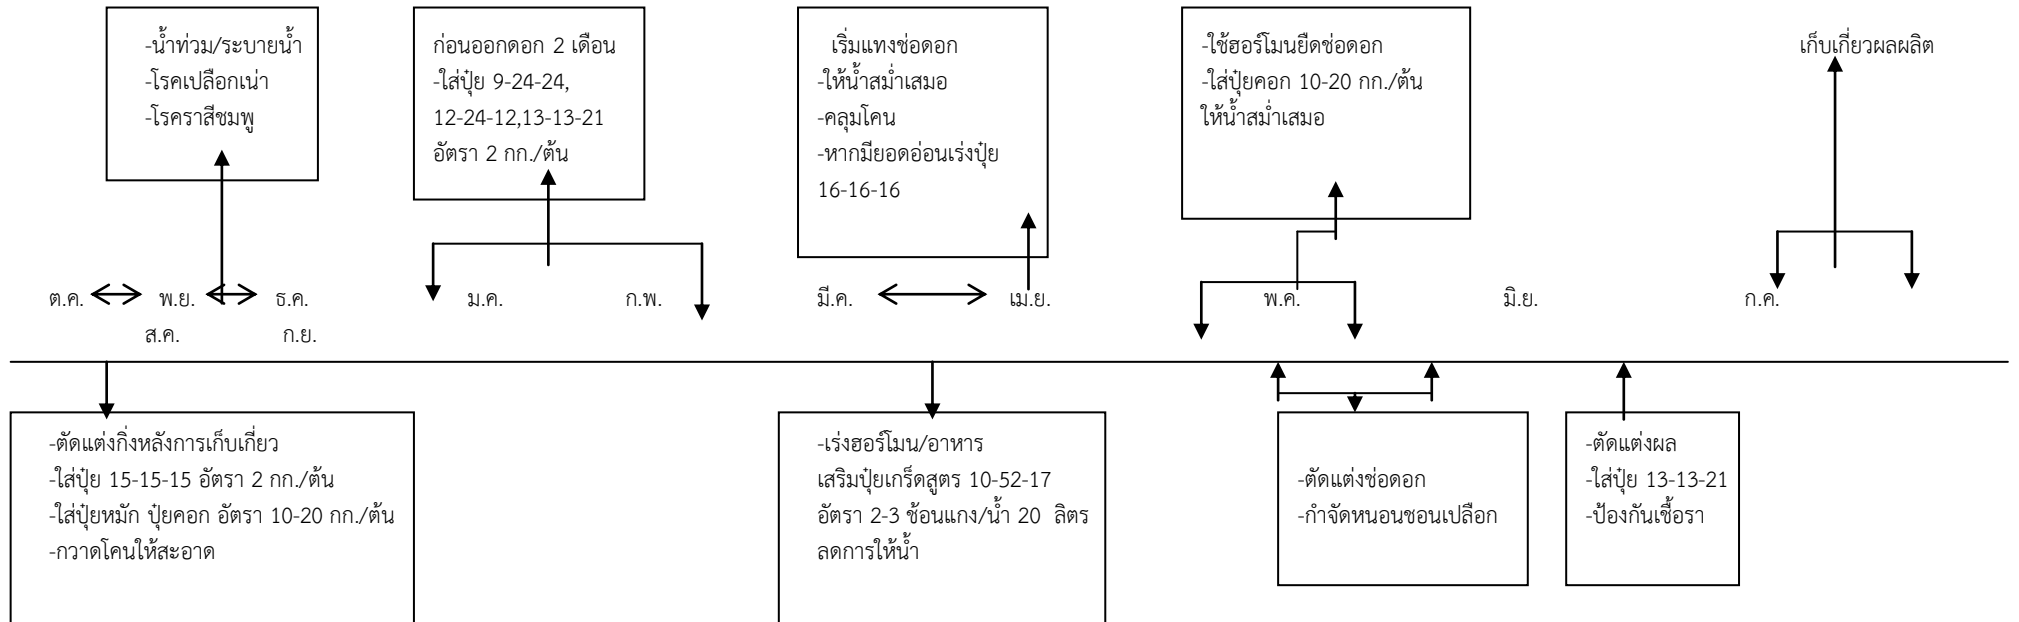 -น้ำท่วม/ระบายน้ำ
-โรคเปลือกเน่า
-โรคราสีชมพู
ก่อนออกดอก 2 เดือน
-ใส่ปุ๋ย 9-24-24,
12-24-12,13-13-21
อัตรา 2 กก./ต้น
เริ่มแทงช่อดอก
-ให้น้ำสม่ำเสมอ
-คลุมโคน
-หากมียอดอ่อนเร่งปุ๋ย
16-16-16
-ใช้ฮอร์โมนยืดช่อดอก
-ใส่ปุ๋ยคอก 10-20 กก./ต้น
ให้น้ำสม่ำเสมอ
เก็บเกี่ยวผลผลิต
ต.ค. พ.ย. ธ.ค. ม.ค. ก.พ. มี.ค. เม.ย. พ.ค. มิ.ย. ก.ค.
ส.ค. ก.ย.
-ตัดแต่งกิ่งหลังการเก็บเกี่ยว
-ใส่ปุ๋ย 15-15-15 อัตรา 2 กก./ต้น
-ใส่ปุ๋ยหมัก ปุ๋ยคอก อัตรา 10-20 กก./ต้น
-กวาดโคนให้สะอาด
-เร่งฮอร์โมน/อาหาร
เสริมปุ๋ยเกร็ดสูตร 10-52-17
อัตรา 2-3 ช้อนแกง/น้ำ 20 ลิตร
ลดการให้น้ำ
-ตัดแต่งช่อดอก
-กำจัดหนอนชอนเปลือก
-ตัดแต่งผล
-ใส่ปุ๋ย 13-13-21
-ป้องกันเชื้อรา